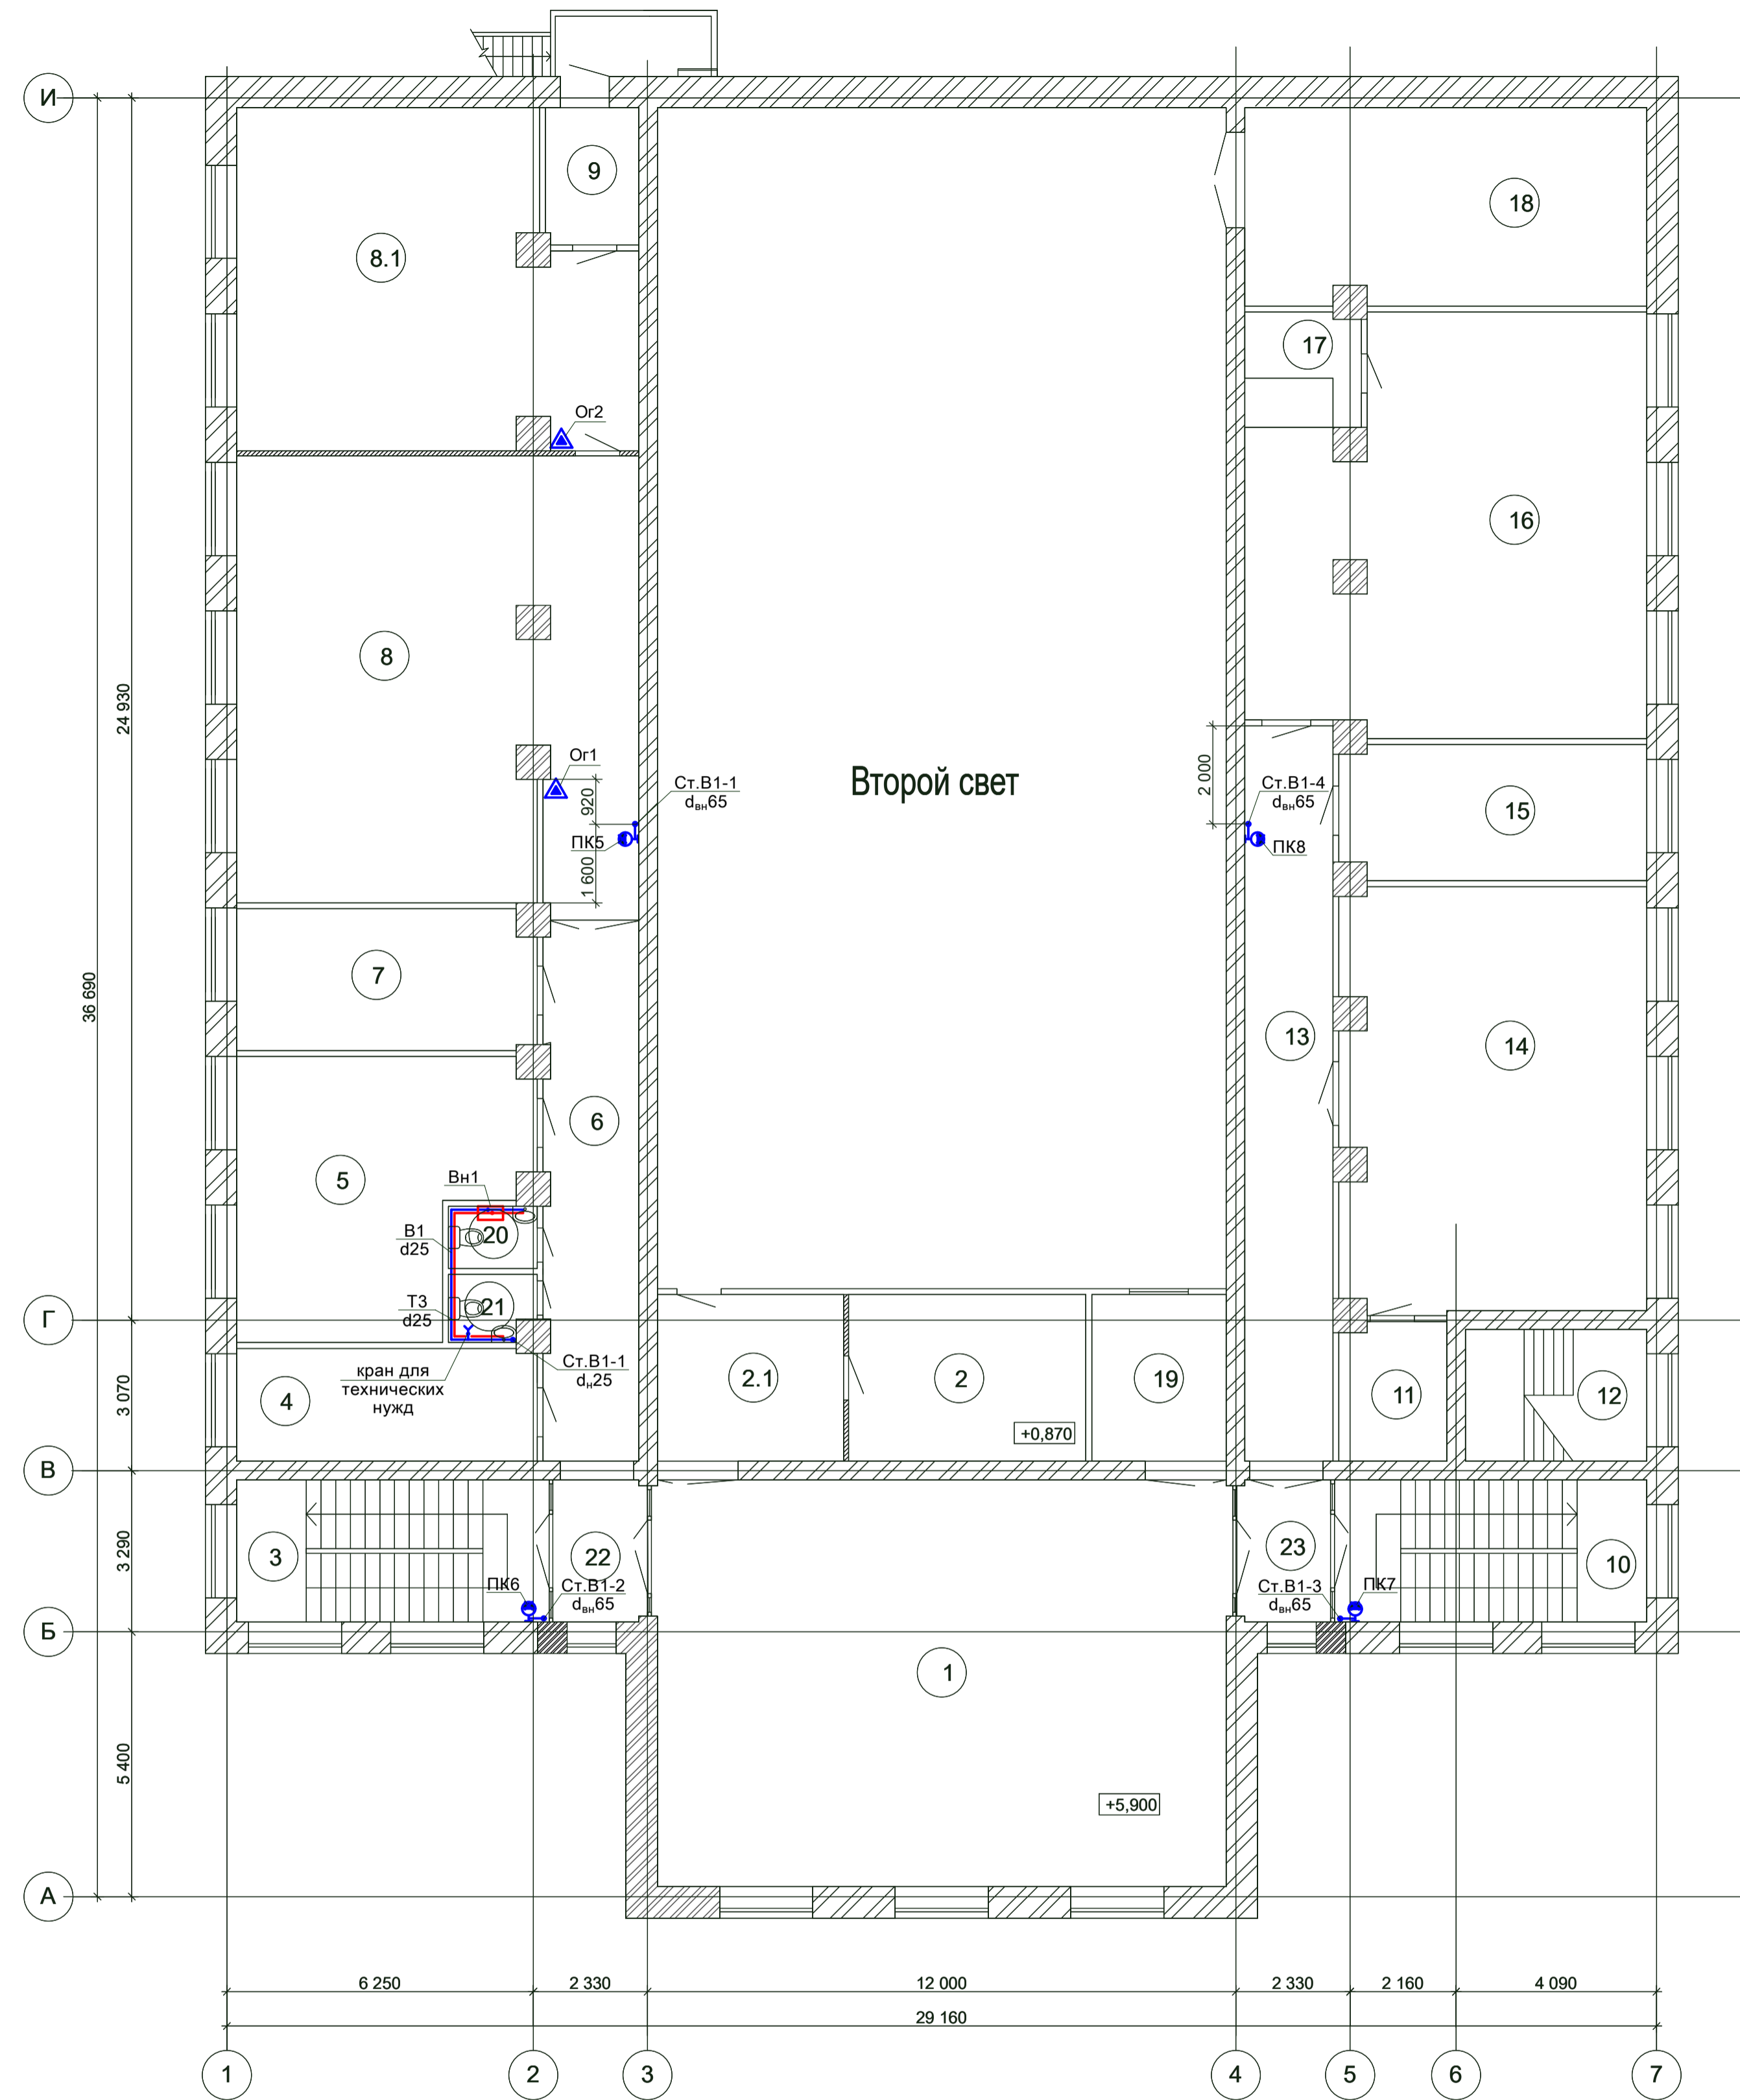 И
9
18
8.1
17
Ог2
16
8
24 930
Ог1
920
Ст.В1-1
dвн65
Второй свет
2 000
Ст.В1-4
dвн65
15
ПК5
ПК8
1 600
7
36 690
13
14
6
5
Вн1
20
В1
d25
21
Т3
d25
Г
Ст.В1-1
dн25
кран для
технических
нужд
4
3 070
2.1
2
19
11
12
+0,870
В
3 290
3
22
23
10
ПК6
Ст.В1-2
dвн65
Ст.В1-3
dвн65
ПК7
Б
1
5 400
+5,900
А
6 250
2 330
12 000
2 330
2 160
4 090
29 160
1
2
3
4
5
6
7